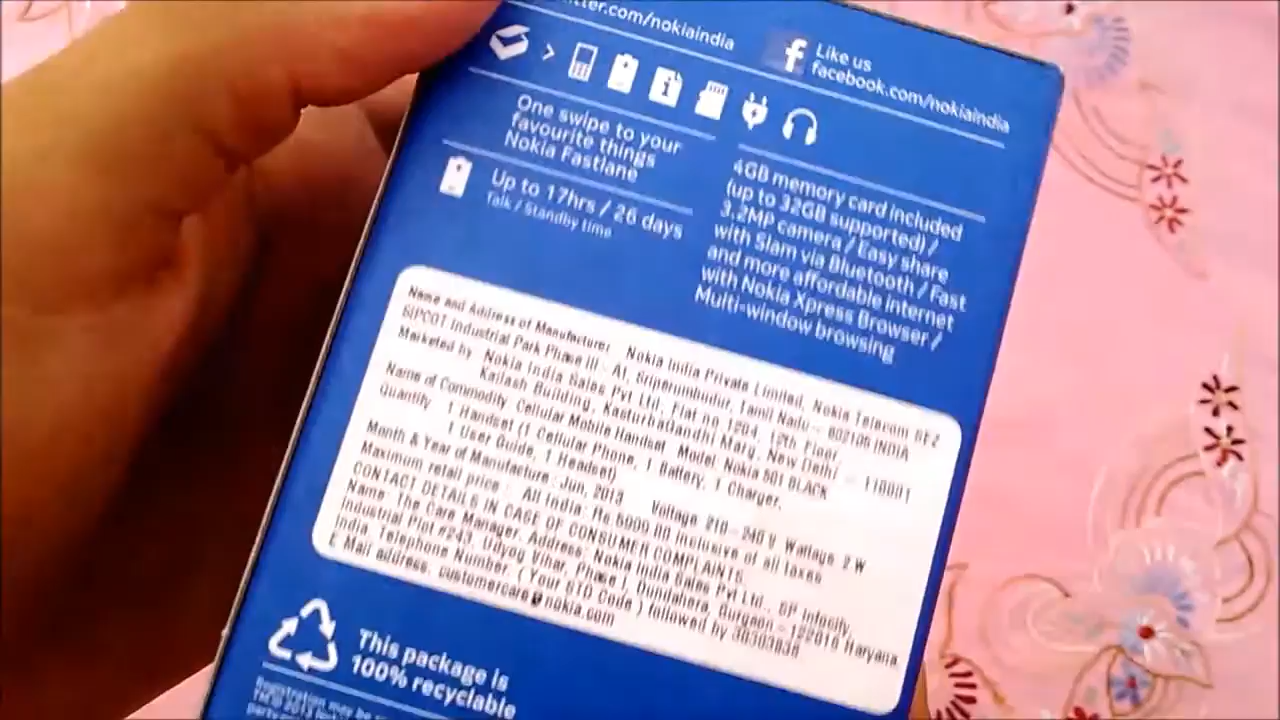 itter.com/nokiaindia
Like us
facebook.com/nokiaindia
One swipe to your
favourite things
Nokia Fastlane
Up to 17hrs / 26 days
Talk / Standby time
4GB memory card included
(up to 32GB supported) /
3.2MP camera / Easy share
with Slam via Bluetooth / Fast
and more affordable internet
with Nokia Xpress Browser /
Multi-window browsing
Name and Address of Manufacturer Nokia India Private Limited, Nokia Telecom SEZ
SIPCOT Industrial Park Phase III - A1, Sriperumbudur, Tamil Nadu - 602105 INDIA
Marketed by Nokia India Sales Pvt Ltd, Flat no 1204, 12th Floor,
Kailash Building, KasturbaGandhi Marg, New Delhi - 110001
Name of Commodity Cellular Mobile Handset Model, Nokia 501 BLACK
Quantity 1 Handset (1 Cellular Phone, 1 Battery, 1 Charger,
1 User Guide, 1 Headset)
Month & Year of Manufacture : Jun, 2013 Voltage 210 - 240 V Wattage 2 W
Maximum retail price : All India: Rs.5900.00 Inclusive of all taxes
CONTACT DETAILS IN CASE OF CONSUMER COMPLAINTS
Name: The Care Manager, Address: Nokia India Sales Pvt Ltd., SP Infocity,
Industrial Plot #243, Udyog Vihar, Phase I, Dundahera, Gurgaon - 122016 Haryana
India, Telephone Number, (Your STD Code ) followed by 30303838
E Mail address, customercare@nokia.com
This package is
100% recyclable
Registration may be